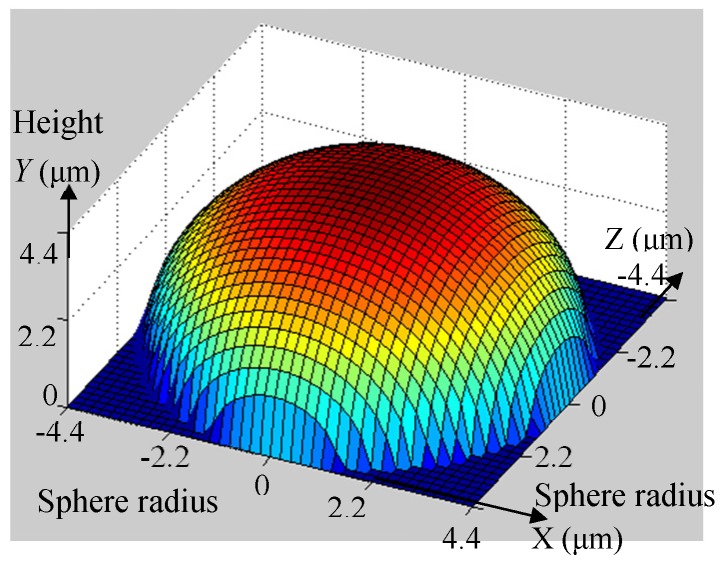 Height
Y (μm)
4.4
2.2
0
-4.4
-2.2
0
2.2
4.4
Sphere radius
X (μm)
Z (μm)
-4.4
-2.2
0
2.2
Sphere radius